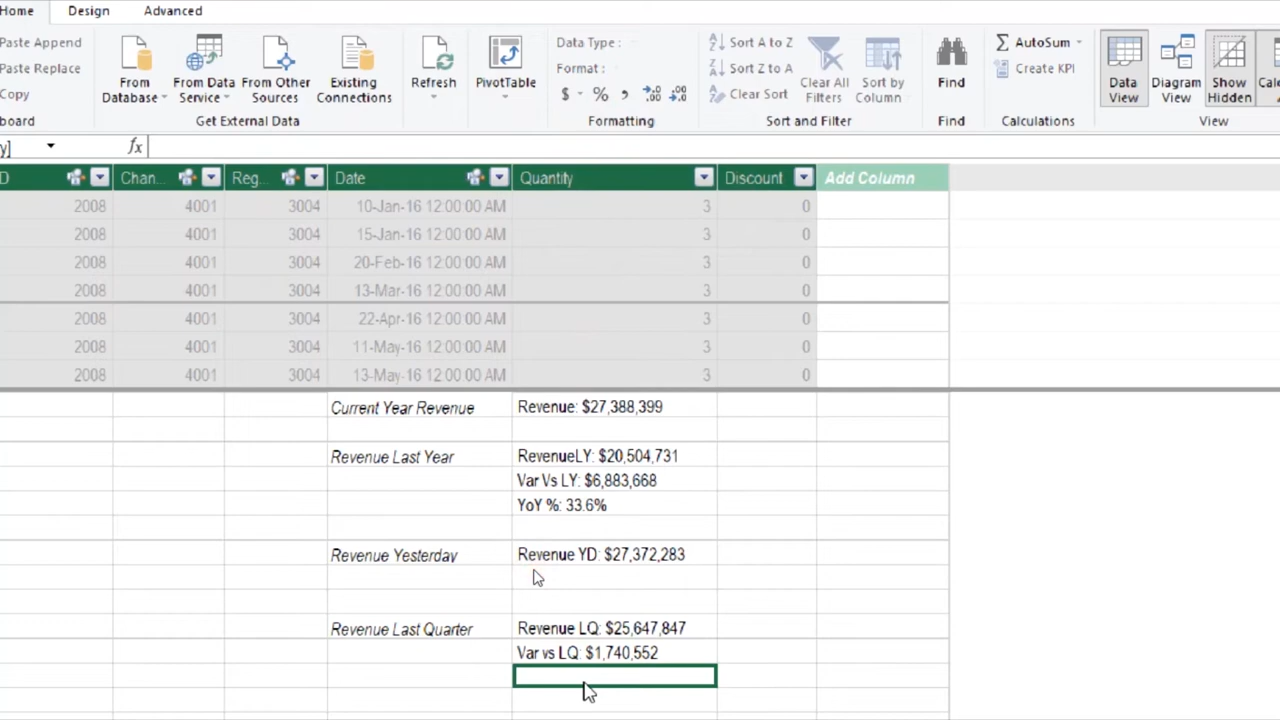 Home Design Advanced
Paste Append
Paste Replace
Copy
board
From Database
From Data Service
From Other Sources
Existing Connections
Get External Data
Refresh
PivotTable
Data Type :
Format :
$ % ,
Formatting
Sort A to Z
Sort Z to A
Clear Sort
Clear All Filters
Sort by Column
Sort and Filter
Find
Find
AutoSum
Create KPI
Calculations
Data View
Diagram View
Show Hidden
View
y] fx
D Chan... Reg... Date Quantity Discount Add Column
2008 4001 3004 10-Jan-16 12:00:00 AM 3 0
2008 4001 3004 15-Jan-16 12:00:00 AM 3 0
2008 4001 3004 20-Feb-16 12:00:00 AM 3 0
2008 4001 3004 13-Mar-16 12:00:00 AM 3 0
2008 4001 3004 22-Apr-16 12:00:00 AM 3 0
2008 4001 3004 11-May-16 12:00:00 AM 3 0
2008 4001 3004 13-May-16 12:00:00 AM 3 0
Current Year Revenue Revenue: $27,388,399
Revenue Last Year RevenueLY: $20,504,731
Var Vs LY: $6,883,668
YoY %: 33.6%
Revenue Yesterday Revenue YD: $27,372,283
Revenue Last Quarter Revenue LQ: $25,647,847
Var vs LQ: $1,740,552